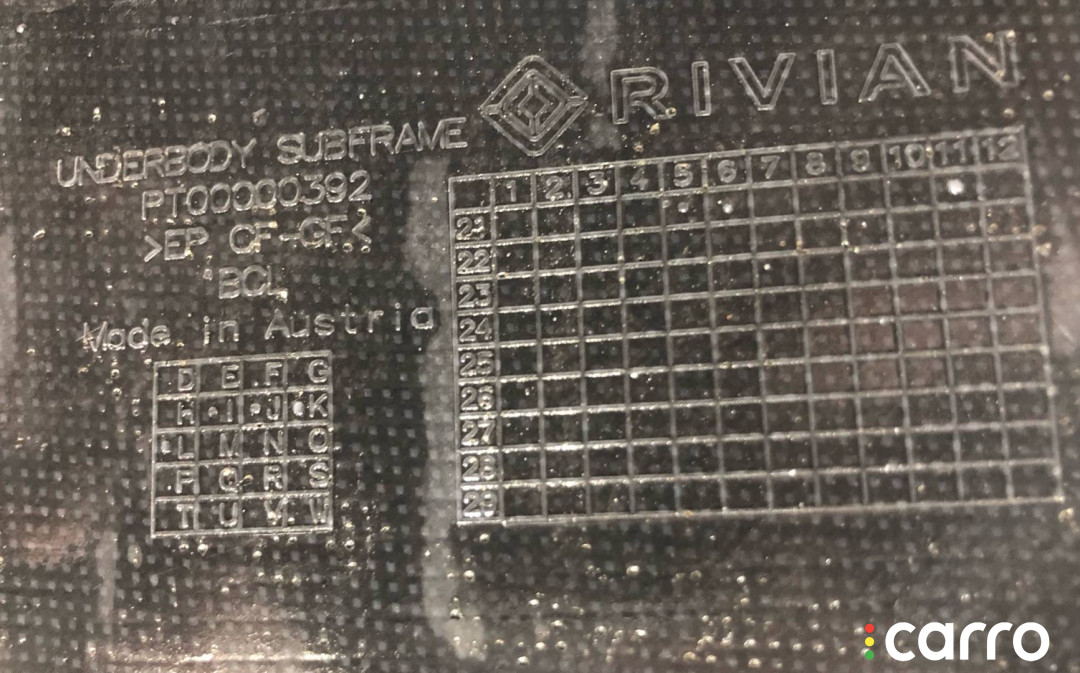 RIVIAN
UNDERBODY SUBFRAME
PT00000392
>EP CF-GF<
BCL
Made in Austria
1 2 3 4 5 6 7 8 9 10 11 12
21
22
23
24
25
26
27
28
29
D E F G
H I J K
L M N O
P Q R S
T U V W
carro